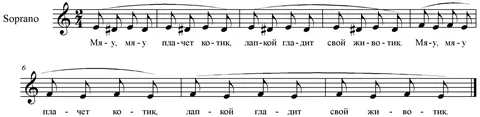 Soprano
Мя-у, мя-у пла-чет ко-тик, лап-кой гла-дит свой жи-во-тик. Мя-у, мя-у
6
пла-чет ко-тик, лап-кой гла-дит свой жи-во-тик.